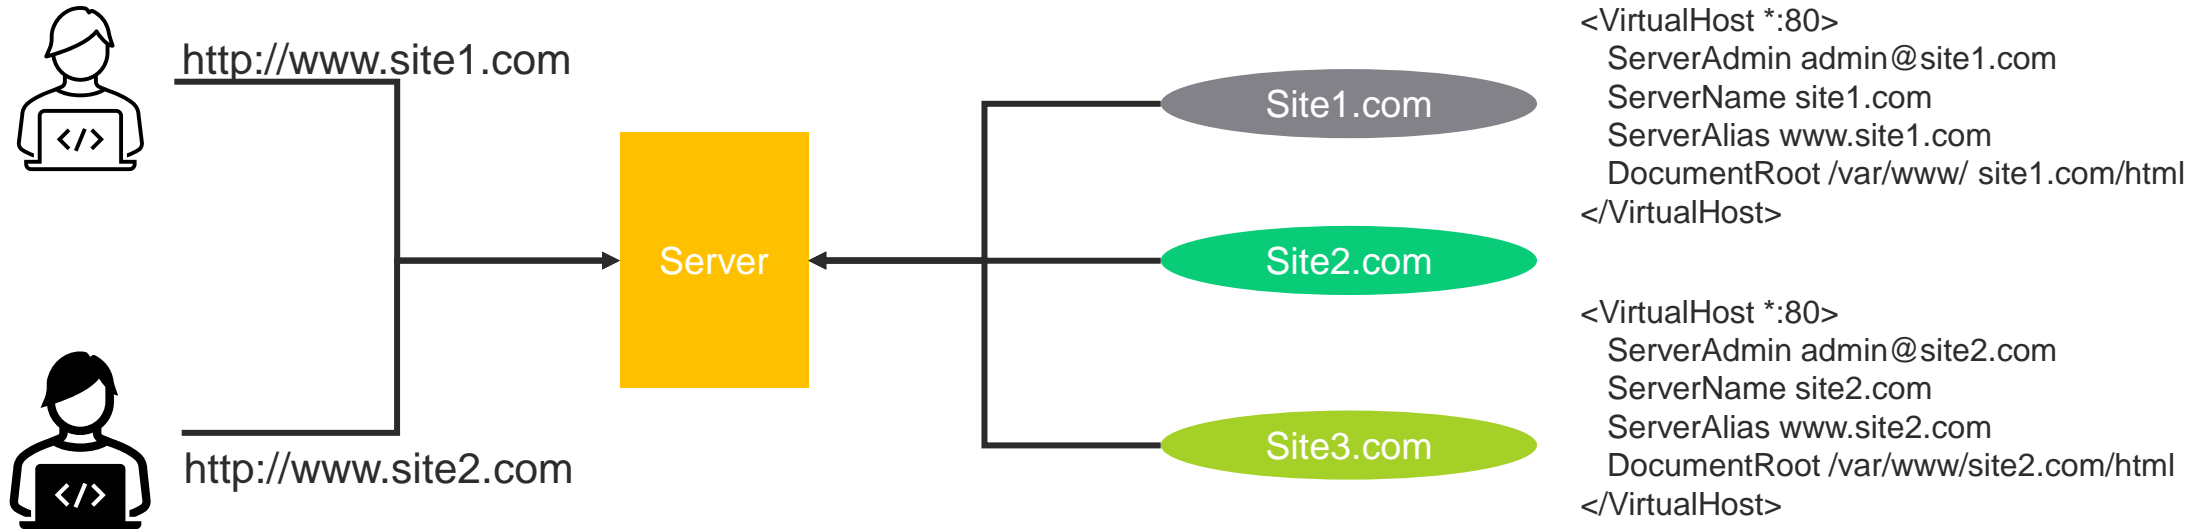 http://www.site1.com
</>
http://www.site2.com
</>
Server
Site1.com
Site2.com
Site3.com
<VirtualHost *:80>
ServerAdmin admin@site1.com
ServerName site1.com
ServerAlias www.site1.com
DocumentRoot /var/www/ site1.com/html
</VirtualHost>
<VirtualHost *:80>
ServerAdmin admin@site2.com
ServerName site2.com
ServerAlias www.site2.com
DocumentRoot /var/www/site2.com/html
</VirtualHost>